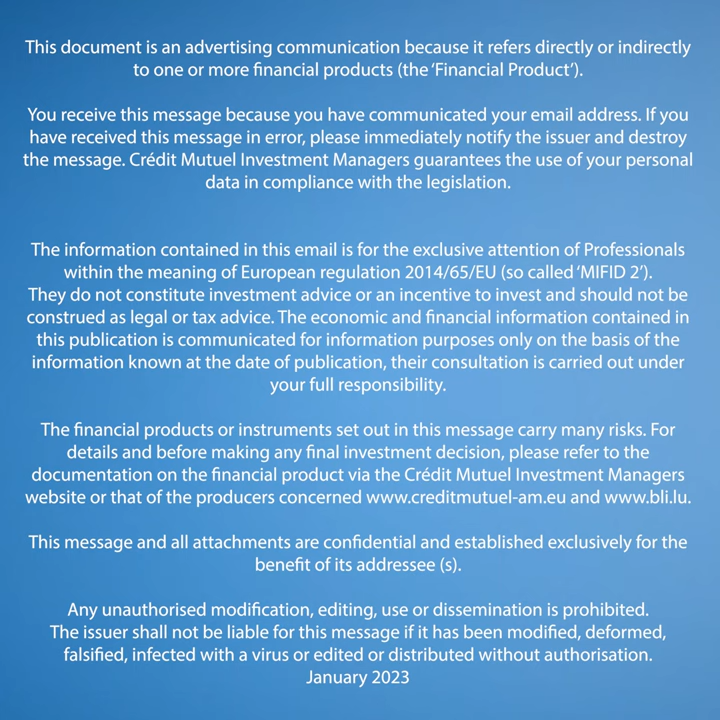 This document is an advertising communication because it refers directly or indirectly
to one or more financial products (the ‘Financial Product’).
You receive this message because you have communicated your email address. If you
have received this message in error, please immediately notify the issuer and destroy
the message. Crédit Mutuel Investment Managers guarantees the use of your personal
data in compliance with the legislation.
The information contained in this email is for the exclusive attention of Professionals
within the meaning of European regulation 2014/65/EU (so called ‘MIFID 2’).
They do not constitute investment advice or an incentive to invest and should not be
construed as legal or tax advice. The economic and financial information contained in
this publication is communicated for information purposes only on the basis of the
information known at the date of publication, their consultation is carried out under
your full responsibility.
The financial products or instruments set out in this message carry many risks. For
details and before making any final investment decision, please refer to the
documentation on the financial product via the Crédit Mutuel Investment Managers
website or that of the producers concerned www.creditmutuel-am.eu and www.bli.lu.
This message and all attachments are confidential and established exclusively for the
benefit of its addressee (s).
Any unauthorised modification, editing, use or dissemination is prohibited.
The issuer shall not be liable for this message if it has been modified, deformed,
falsified, infected with a virus or edited or distributed without authorisation.
January 2023